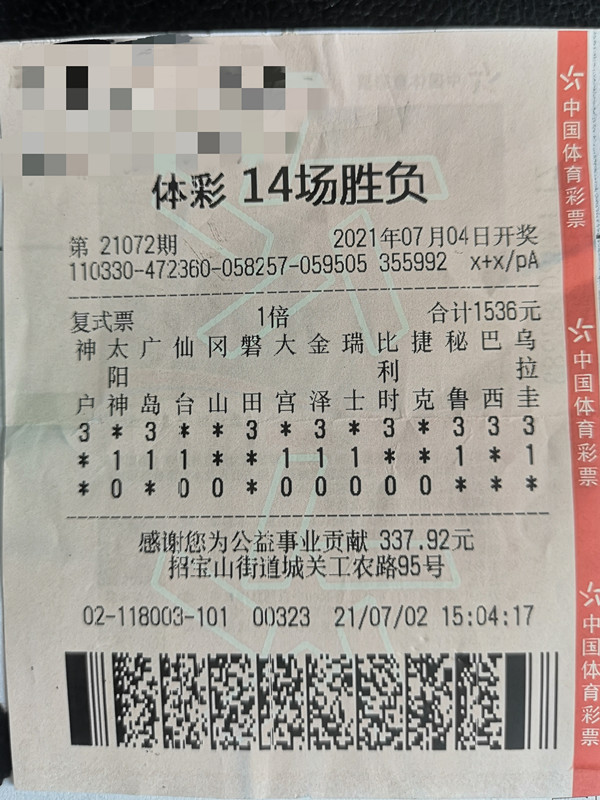 体彩 14场胜负
第 21072期 2021年07月04日开奖
110330-472360-058257-059505 355992 x+x/pA
复式票 1倍 合计1536元
神 太 广 仙 冈 磐 大 金 瑞 比 捷 秘 巴 乌
阳 利 拉
户 神 岛 台 山 田 宫 泽 士 时 克 鲁 西 圭
3 * 3 * * 3 * 3 * 3 * 3 3 3
* 1 1 1 * * 1 1 1 * * 1 * 1
* 0 * 0 0 * 0 0 0 0 0 * * *
感谢您为公益事业贡献 337.92元
招宝山街道城关工农路95号
02-118003-101 00323 21/07/02 15:04:17
中国体育彩票
中国体育彩票
中国体育彩票